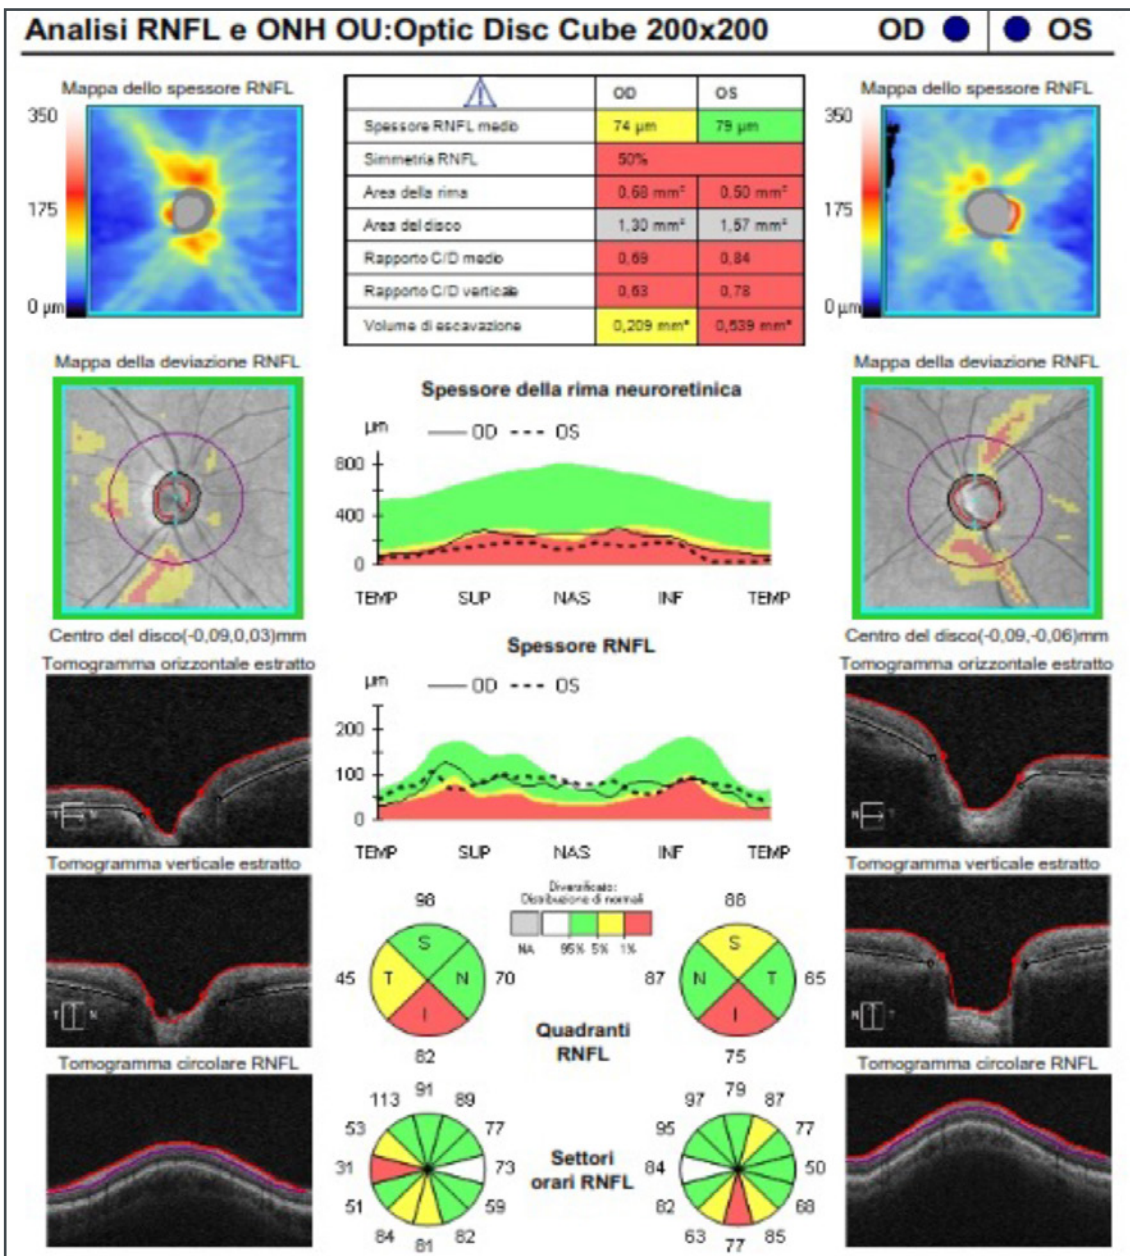 Analisi RNFL e ONH OU:Optic Disc Cube 200x200
OD
OS
Mappa dello spessore RNFL
350
175
0 µm
OD OS
Spessore RNFL medio 74 µm 79 µm
Simmetria RNFL 50%
Area della rima 0,68 mm² 0,50 mm²
Area del disco 1,30 mm² 1,57 mm²
Rapporto C/D medio 0,69 0,84
Rapporto C/D verticale 0,63 0,78
Volume di escavazione 0,209 mm³ 0,539 mm³
Mappa dello spessore RNFL
350
175
0 µm
Mappa della deviazione RNFL
Centro del disco(-0,09,0,03)mm
Spessore della rima neuroretinica
µm OD OS
800
400
0
TEMP SUP NAS INF TEMP
Mappa della deviazione RNFL
Centro del disco(-0,09,-0,06)mm
Tomogramma orizzontale estratto
T N
Spessore RNFL
µm OD OS
200
100
0
TEMP SUP NAS INF TEMP
Tomogramma orizzontale estratto
N T
Tomogramma verticale estratto
T N
Tomogramma verticale estratto
N T
Diversificato:
Distribuzione di normali
NA 95% 5% 1%
98
S
45 T N 70
I
82
88
S
87 N T 65
I
75
Quadranti
RNFL
Tomogramma circolare RNFL
113 91 89
53 77
31 73
51 59
84 81 82
Settori
orari RNFL
97 79 87
95 77
84 50
82 68
63 77 85
Tomogramma circolare RNFL